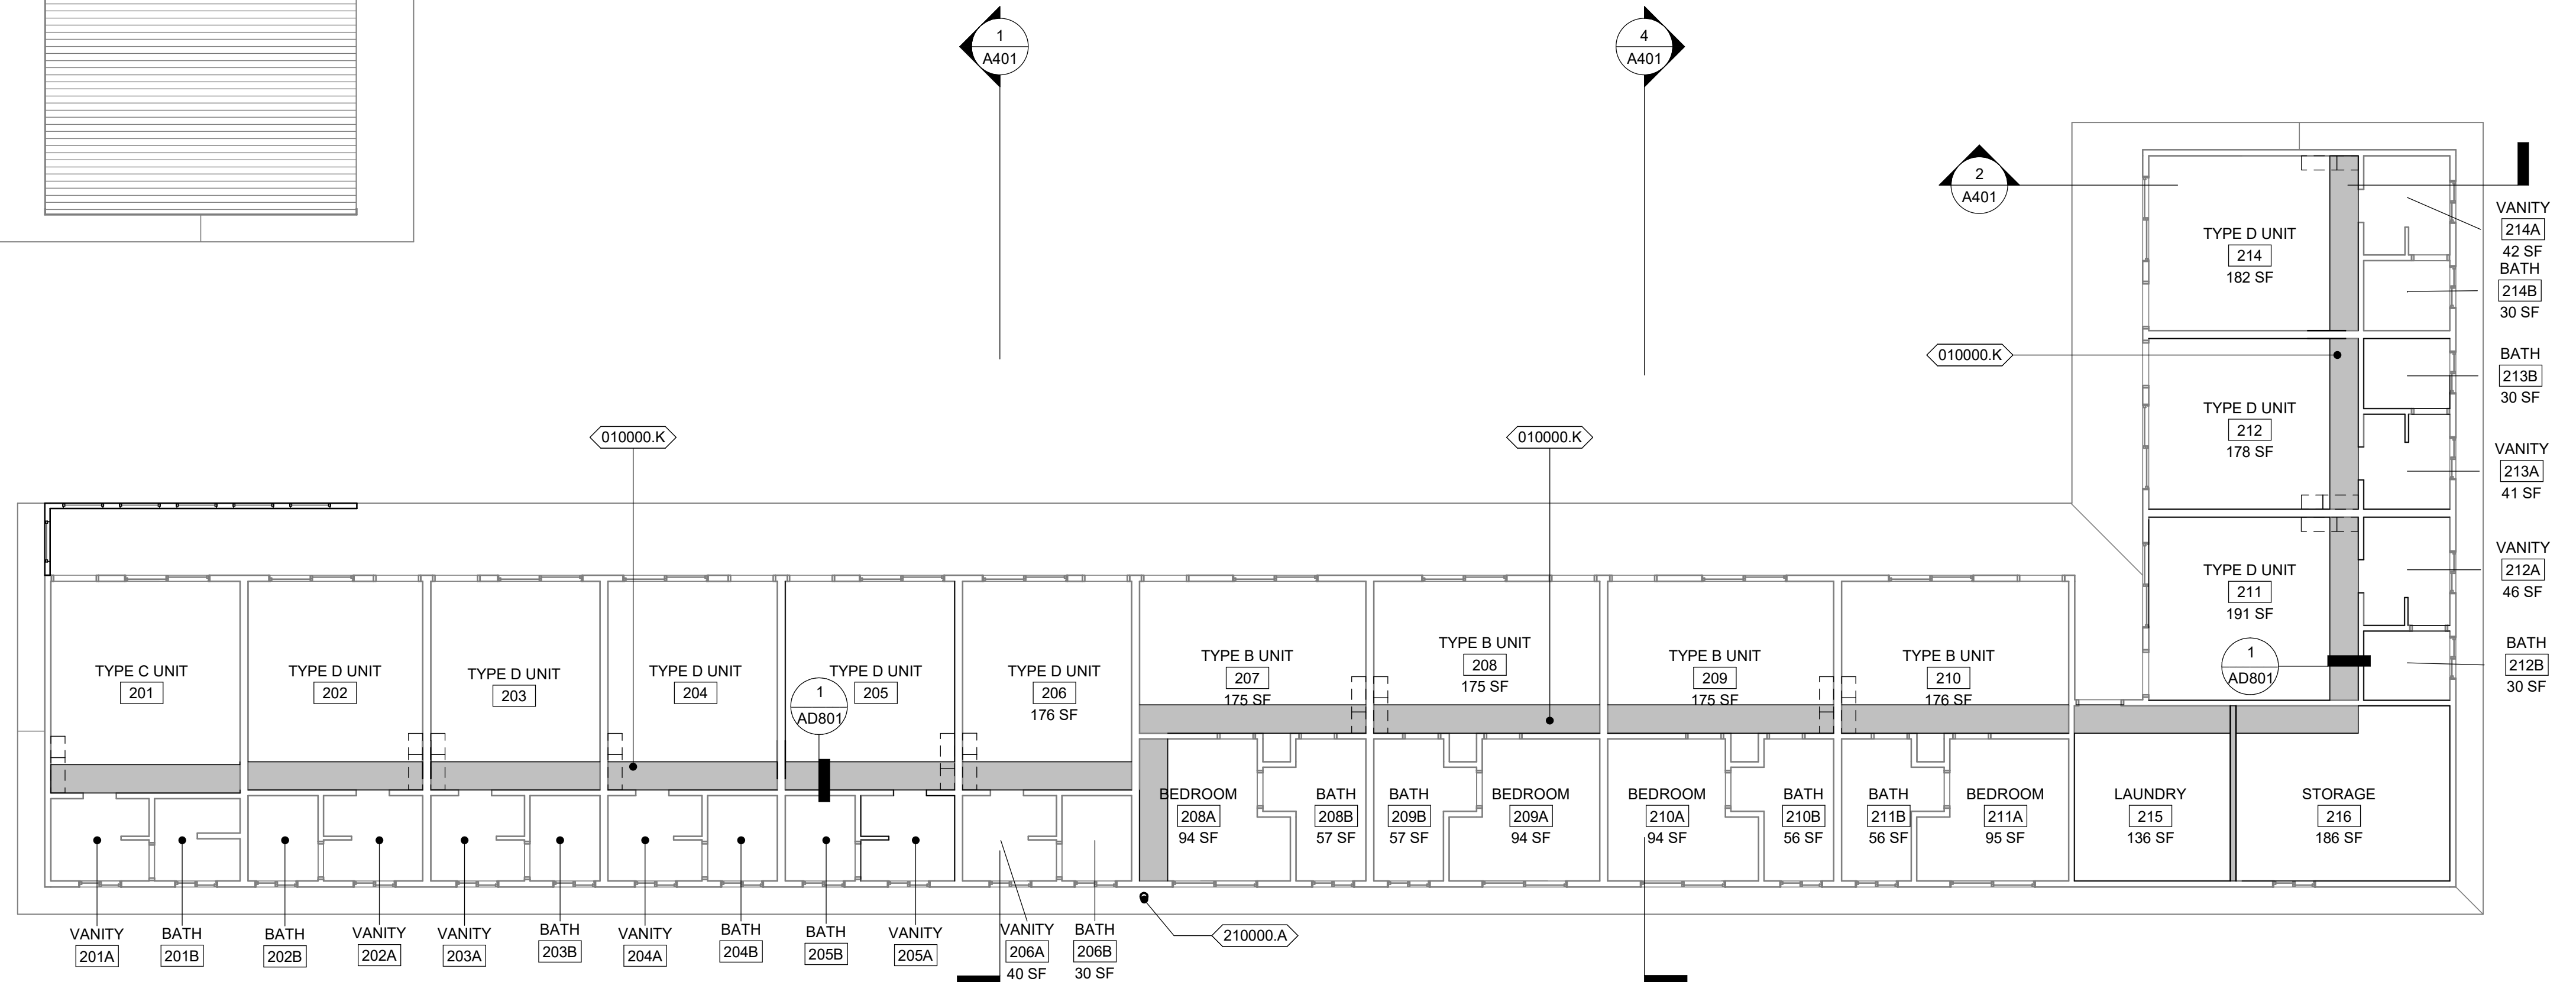 1
A401
4
A401
2
A401
TYPE D UNIT
214
182 SF
VANITY
214A
42 SF
BATH
214B
30 SF
010000.K
BATH
213B
30 SF
TYPE D UNIT
212
178 SF
VANITY
213A
41 SF
010000.K
010000.K
TYPE D UNIT
211
191 SF
VANITY
212A
46 SF
1
AD801
BATH
212B
30 SF
TYPE C UNIT
201
TYPE D UNIT
202
TYPE D UNIT
203
TYPE D UNIT
204
TYPE D UNIT
205
1
AD801
TYPE D UNIT
206
176 SF
TYPE B UNIT
207
175 SF
TYPE B UNIT
208
175 SF
TYPE B UNIT
209
175 SF
TYPE B UNIT
210
176 SF
BEDROOM
208A
94 SF
BATH
208B
57 SF
BATH
209B
57 SF
BEDROOM
209A
94 SF
BEDROOM
210A
94 SF
BATH
210B
56 SF
BATH
211B
56 SF
BEDROOM
211A
95 SF
LAUNDRY
215
136 SF
STORAGE
216
186 SF
VANITY
201A
BATH
201B
BATH
202B
VANITY
202A
VANITY
203A
BATH
203B
VANITY
204A
BATH
204B
BATH
205B
VANITY
205A
VANITY
206A
40 SF
BATH
206B
30 SF
210000.A